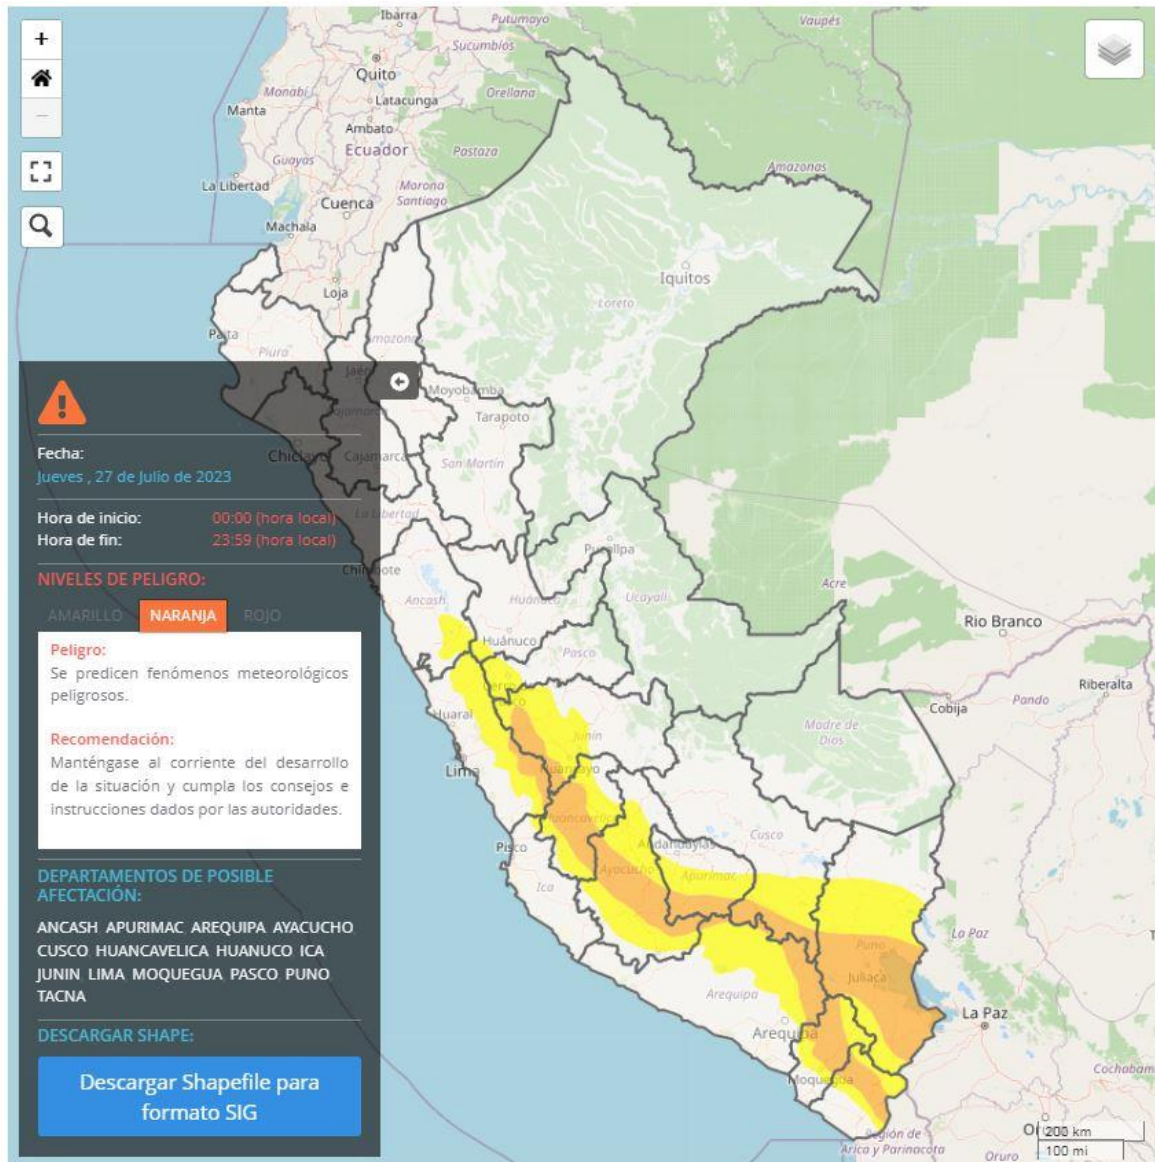 +
−
Ibarra
Putumayo
Vaupés
Sucumbíos
Quito
Manabí
Latacunga
Orellana
Manta
Ambato
Ecuador
Pastaza
Guayas
Amazonas
La Libertad
Morona
Santiago
Cuenca
Machala
Iquitos
Loja
Loreto
Paita
Piura
Amazonas
Jaén
Moyobamba
Cajamarca
Tarapoto
Chiclayo
Cajamarca
San Martín
La Libertad
Pucallpa
Chimbote
Acre
Ancash
Huánuco
Ucayali
Rio Branco
Huánuco
Pasco
Riberalta
Cerro
Pasco
Cobija
Pando
Huaral
Madre de
Dios
Junín
Lima
Huancayo
Huancavelica
Cusco
Pisco
Andahuaylas
Ayacucho
Apurímac
Ica
La Paz
Puno
Juliaca
Arequipa
La Paz
Arequipa
Moquegua
Cochabam
Región de
Arica y Parinacota
Oruro
200 km
100 mi
Fecha:
Jueves , 27 de Julio de 2023
Hora de inicio: 00:00 (hora local)
Hora de fin: 23:59 (hora local)
NIVELES DE PELIGRO:
AMARILLO NARANJA ROJO
Peligro:
Se predicen fenómenos meteorológicos
peligrosos.
Recomendación:
Manténgase al corriente del desarrollo
de la situación y cumpla los consejos e
instrucciones dados por las autoridades.
DEPARTAMENTOS DE POSIBLE
AFECTACIÓN:
ANCASH APURIMAC AREQUIPA AYACUCHO
CUSCO HUANCAVELICA HUANUCO ICA
JUNIN LIMA MOQUEGUA PASCO PUNO
TACNA
DESCARGAR SHAPE:
Descargar Shapefile para
formato SIG